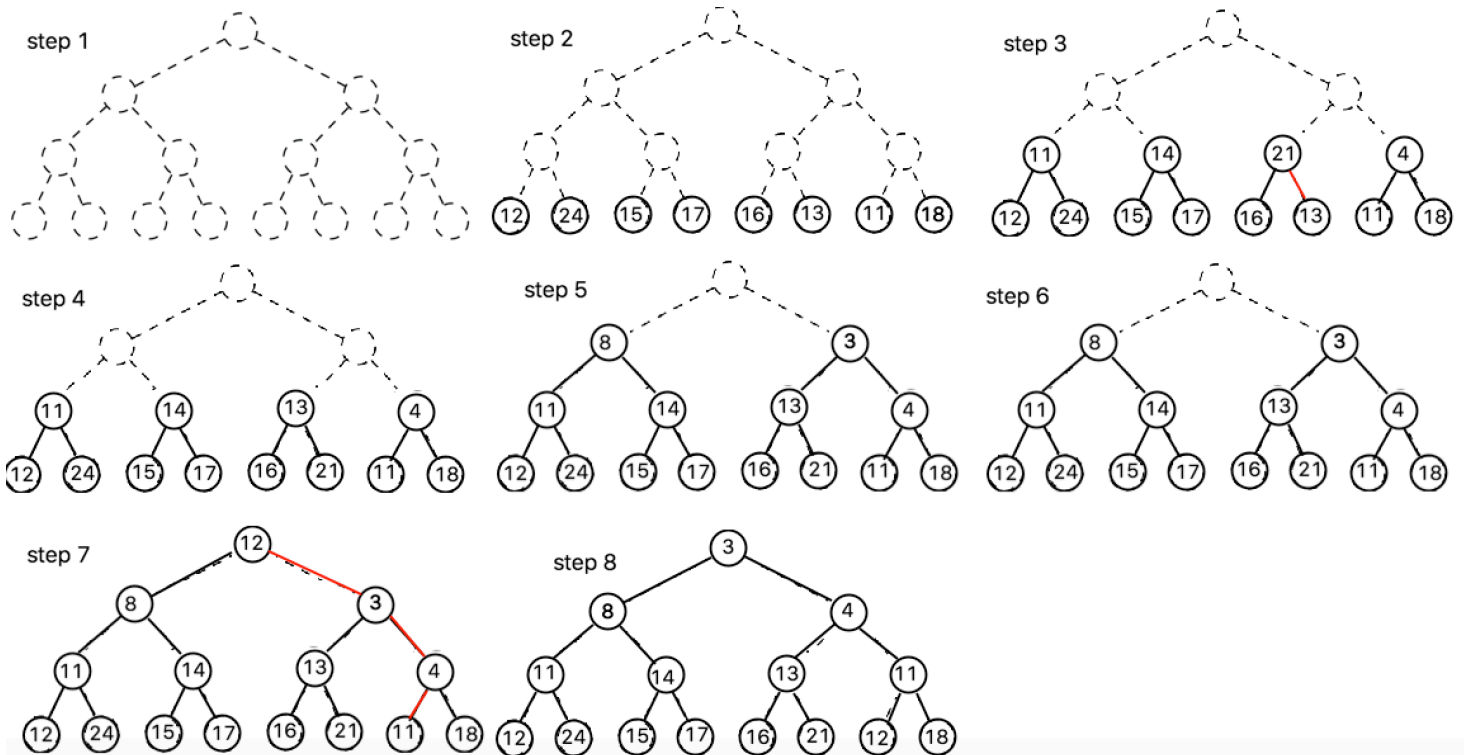 step 1
step 2
12 24 15 17 16 13 11 18
step 3
11 14 21 4
12 24 15 17 16 13 11 18
step 4
11 14 13 4
12 24 15 17 16 21 11 18
step 5
8 3
11 14 13 4
12 24 15 17 16 21 11 18
step 6
8 3
11 14 13 4
12 24 15 17 16 21 11 18
step 7
12
8 3
11 14 13 4
12 24 15 17 16 21 11 18
step 8
3
8 4
11 14 13 11
12 24 15 17 16 21 12 18